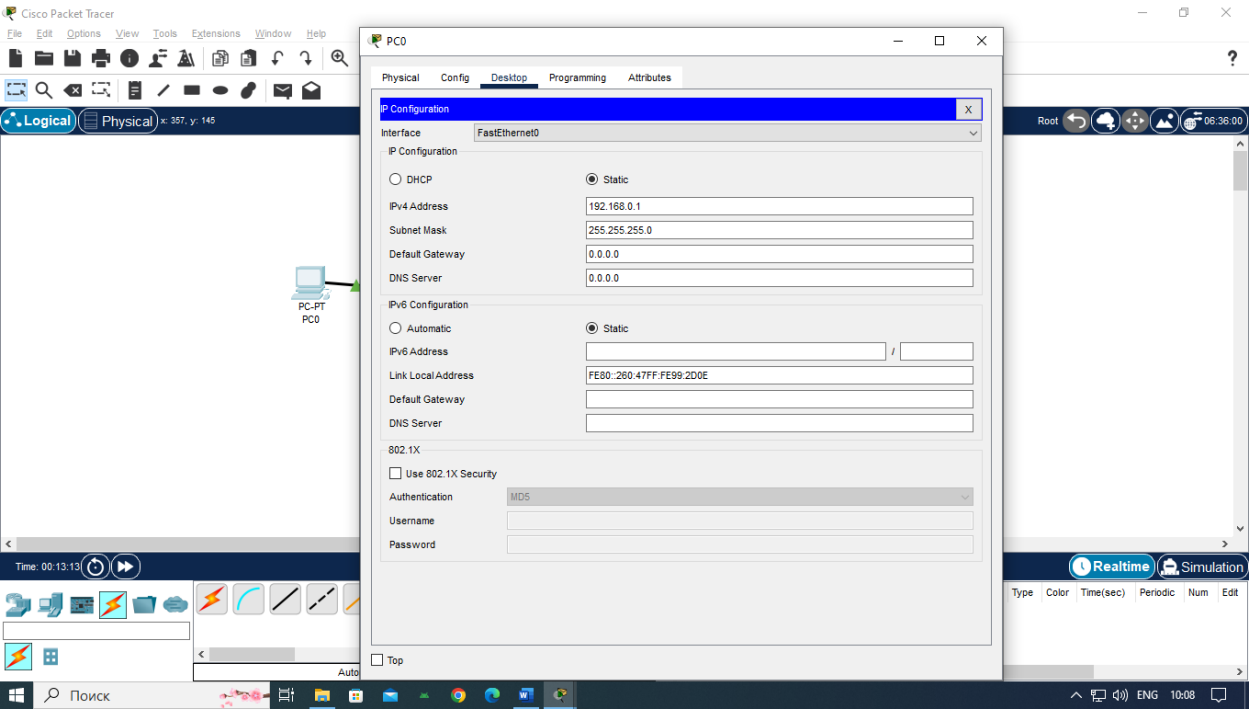 Cisco Packet Tracer
File Edit Options View Tools Extensions Window Help
PC0
?
Physical Config Desktop Programming Attributes
Logical Physical x: 357, y: 145
Root 06:36:00
IP Configuration X
Interface FastEthernet0
IP Configuration
DHCP Static
IPv4 Address 192.168.0.1
Subnet Mask 255.255.255.0
Default Gateway 0.0.0.0
DNS Server 0.0.0.0
PC-PT
PC0
IPv6 Configuration
Automatic Static
IPv6 Address /
Link Local Address FE80::260:47FF:FE99:2D0E
Default Gateway
DNS Server
802.1X
Use 802.1X Security
Authentication MD5
Username
Password
Time: 00:13:13
Realtime Simulation
Type Color Time(sec) Periodic Num Edit
Top
Auto
Поиск
ENG 10:08